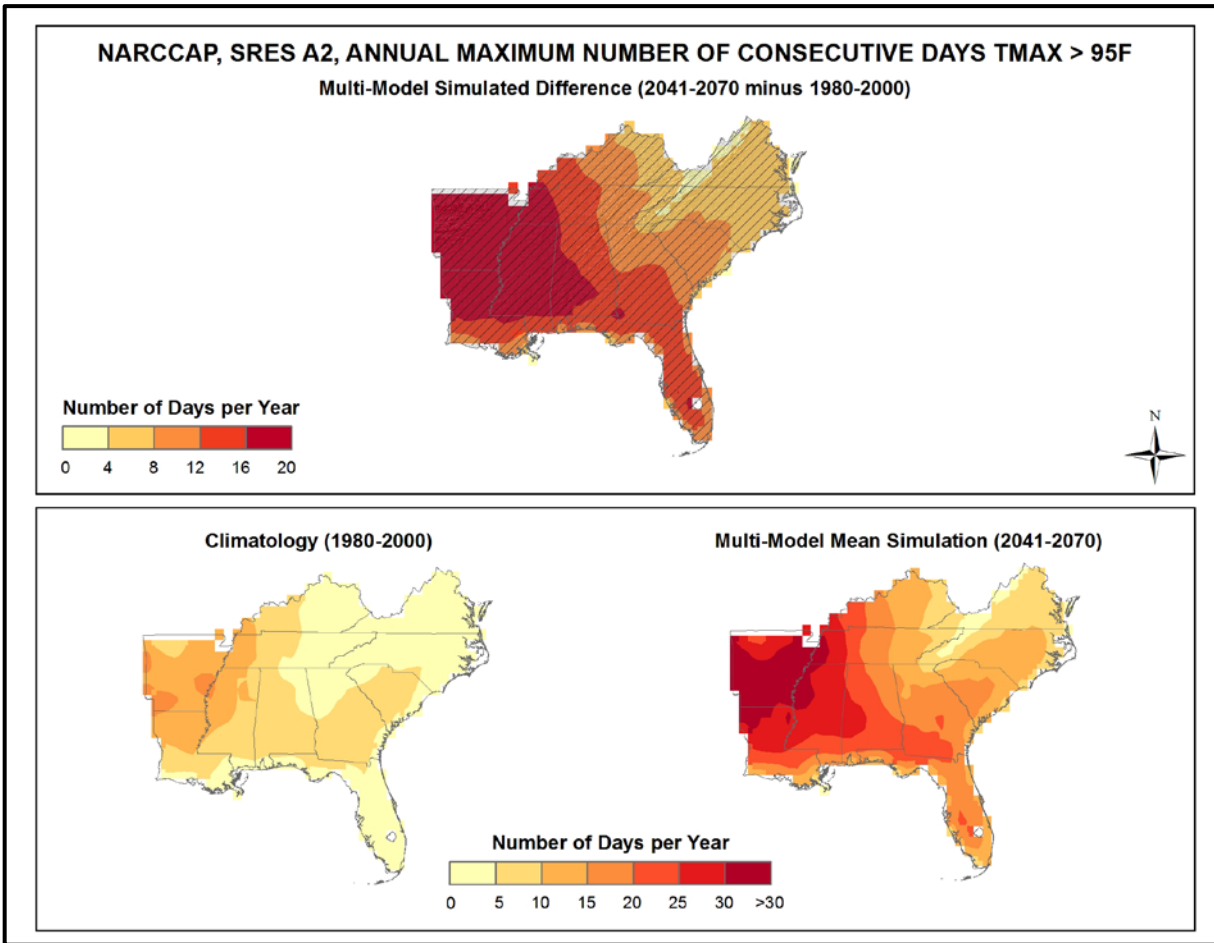 NARCCAP, SRES A2, ANNUAL MAXIMUM NUMBER OF CONSECUTIVE DAYS TMAX > 95F
Multi-Model Simulated Difference (2041-2070 minus 1980-2000)
Number of Days per Year
0 4 8 12 16 20
N
Climatology (1980-2000)
Multi-Model Mean Simulation (2041-2070)
Number of Days per Year
0 5 10 15 20 25 30 >30